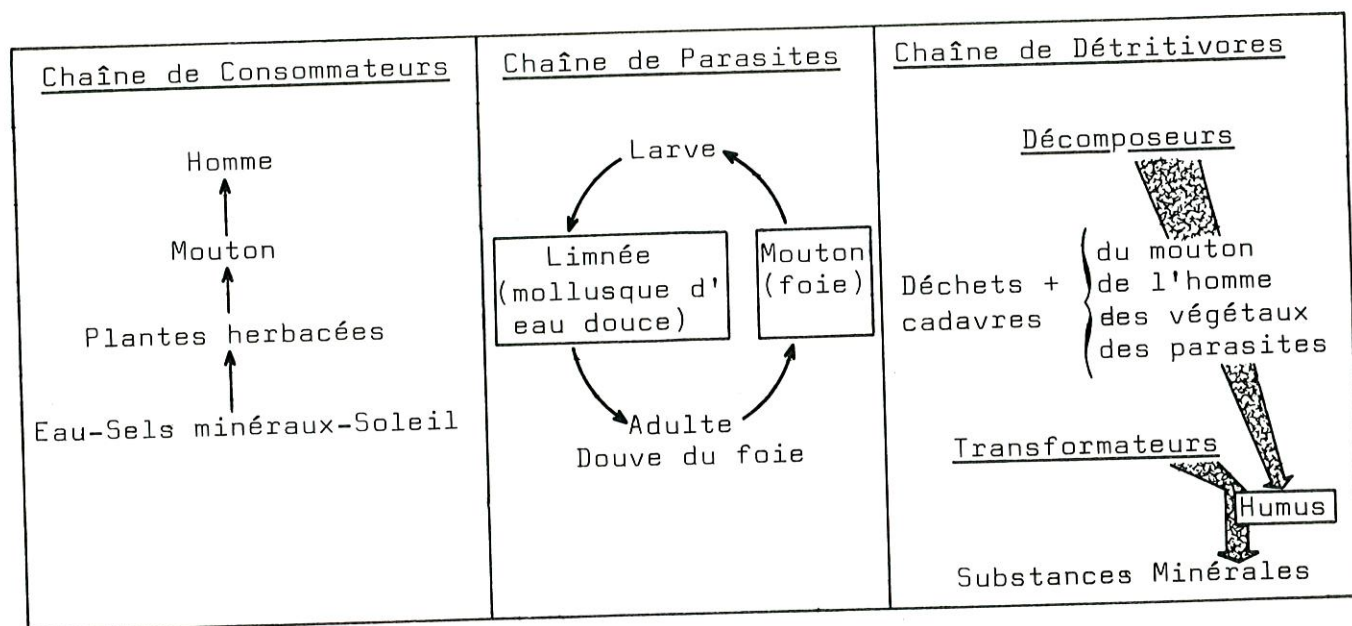 Chaîne de Consommateurs
Homme
Mouton
Plantes herbacées
Eau-Sels minéraux-Soleil
Chaîne de Parasites
Larve
Limnée
(mollusque d'
eau douce)
Mouton
(foie)
Adulte
Douve du foie
Chaîne de Détritivores
Décomposeurs
Déchets +
cadavres
du mouton
de l'homme
des végétaux
des parasites
Transformateurs
Humus
Substances Minérales